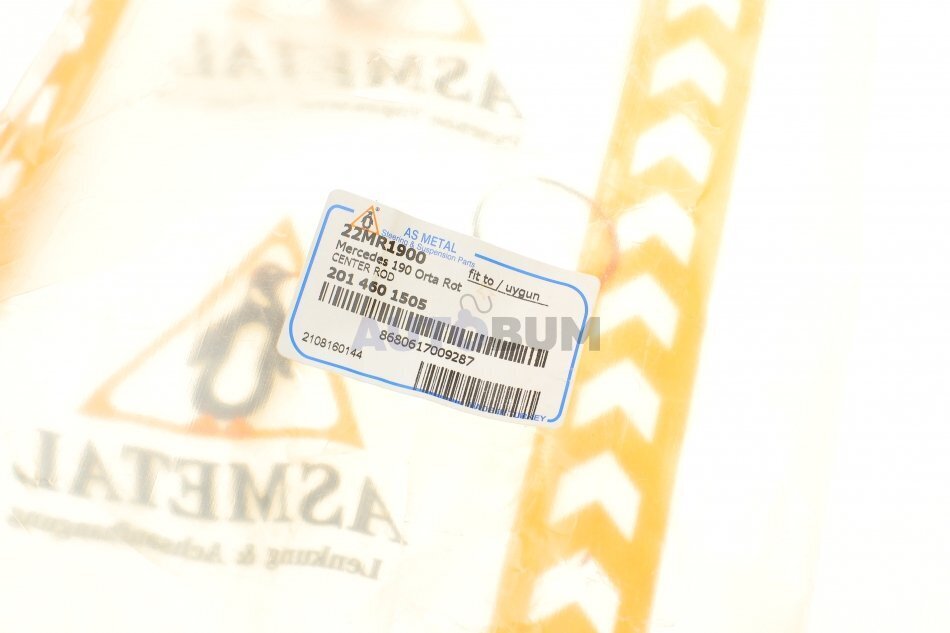 ASMETAL
AS METAL
Steering & Suspension Parts
22MR1900
Mercedes 190 Orta Rot
fit to / uygun
CENTER ROD
201 460 1505
AUTOBUM
8680617009287
2108160144
ASMETAL
Lenkung & Achsaufhängung